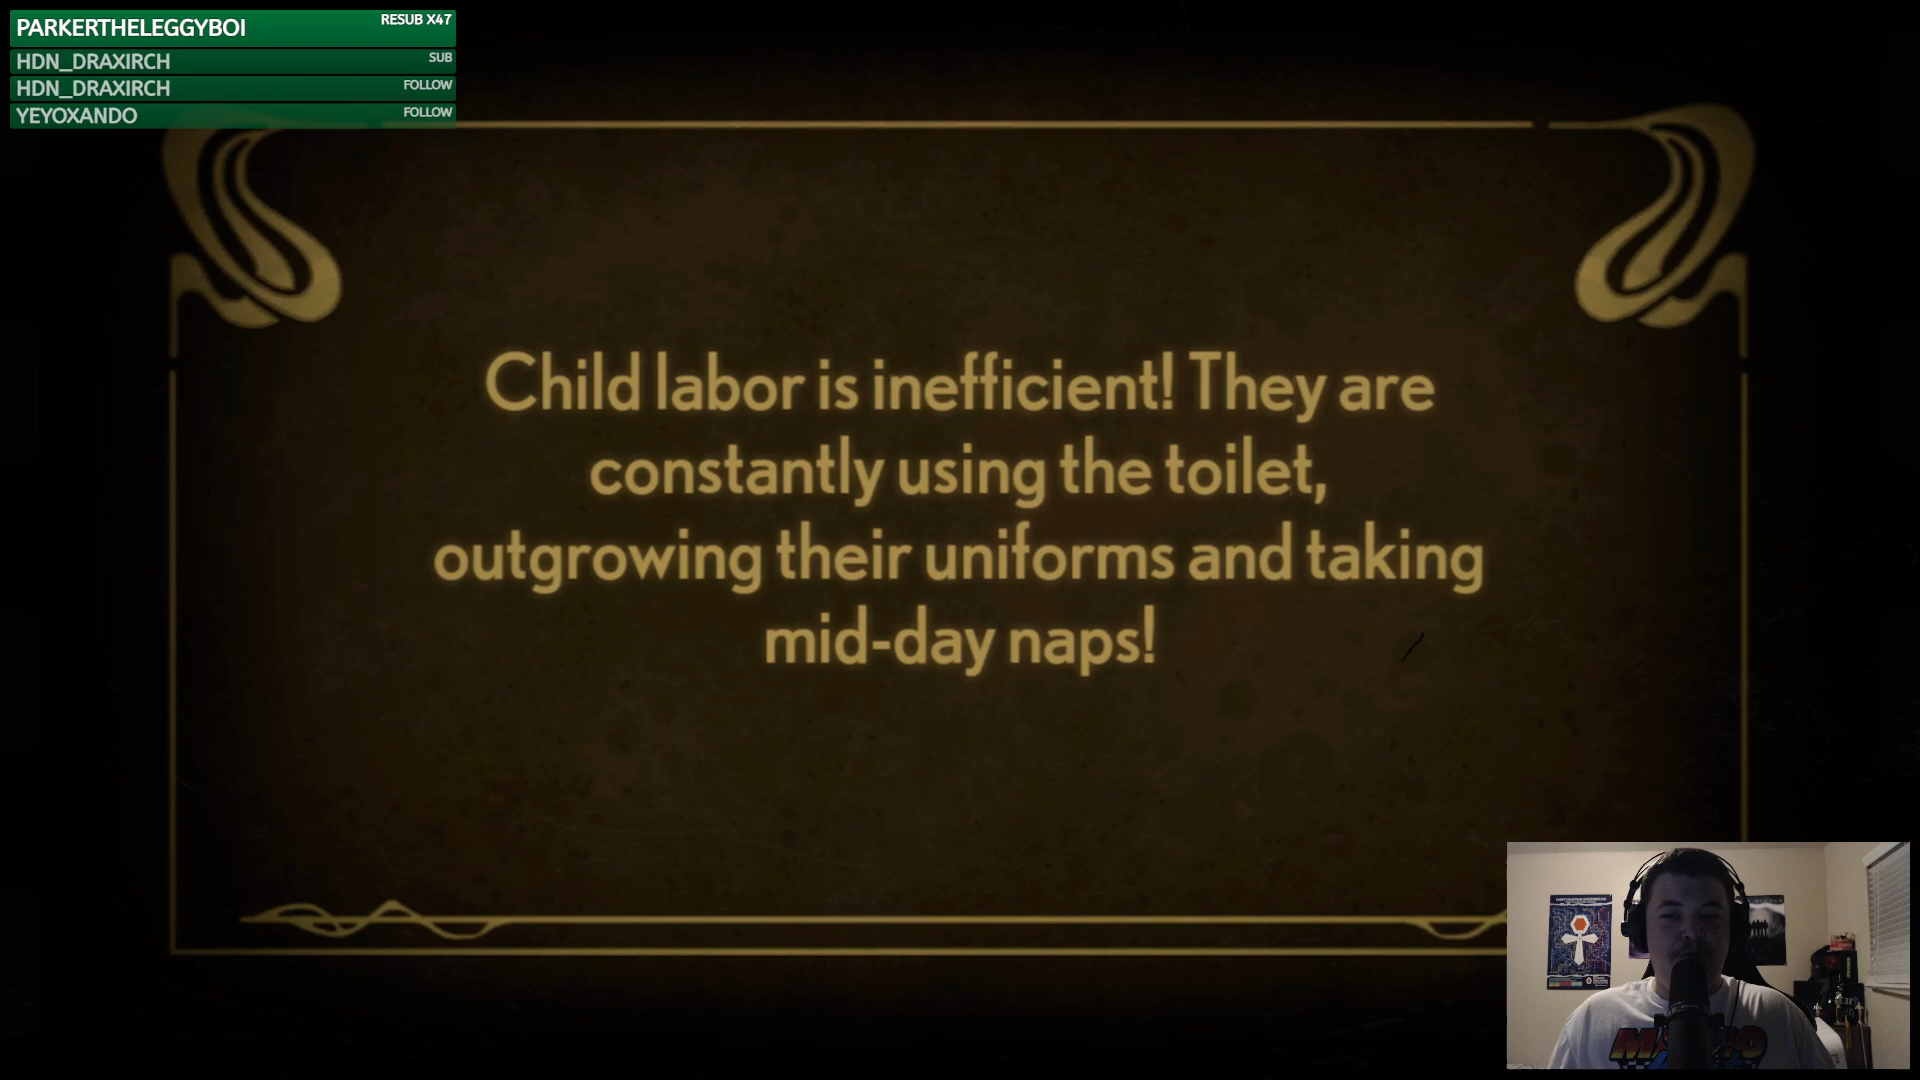 PARKERTHELEGGYBOI RESUB X47
HDN_DRAXIRCH SUB
HDN_DRAXIRCH FOLLOW
YEYOXANDO FOLLOW
Child labor is inefficient! They are
constantly using the toilet,
outgrowing their uniforms and taking
mid-day naps!